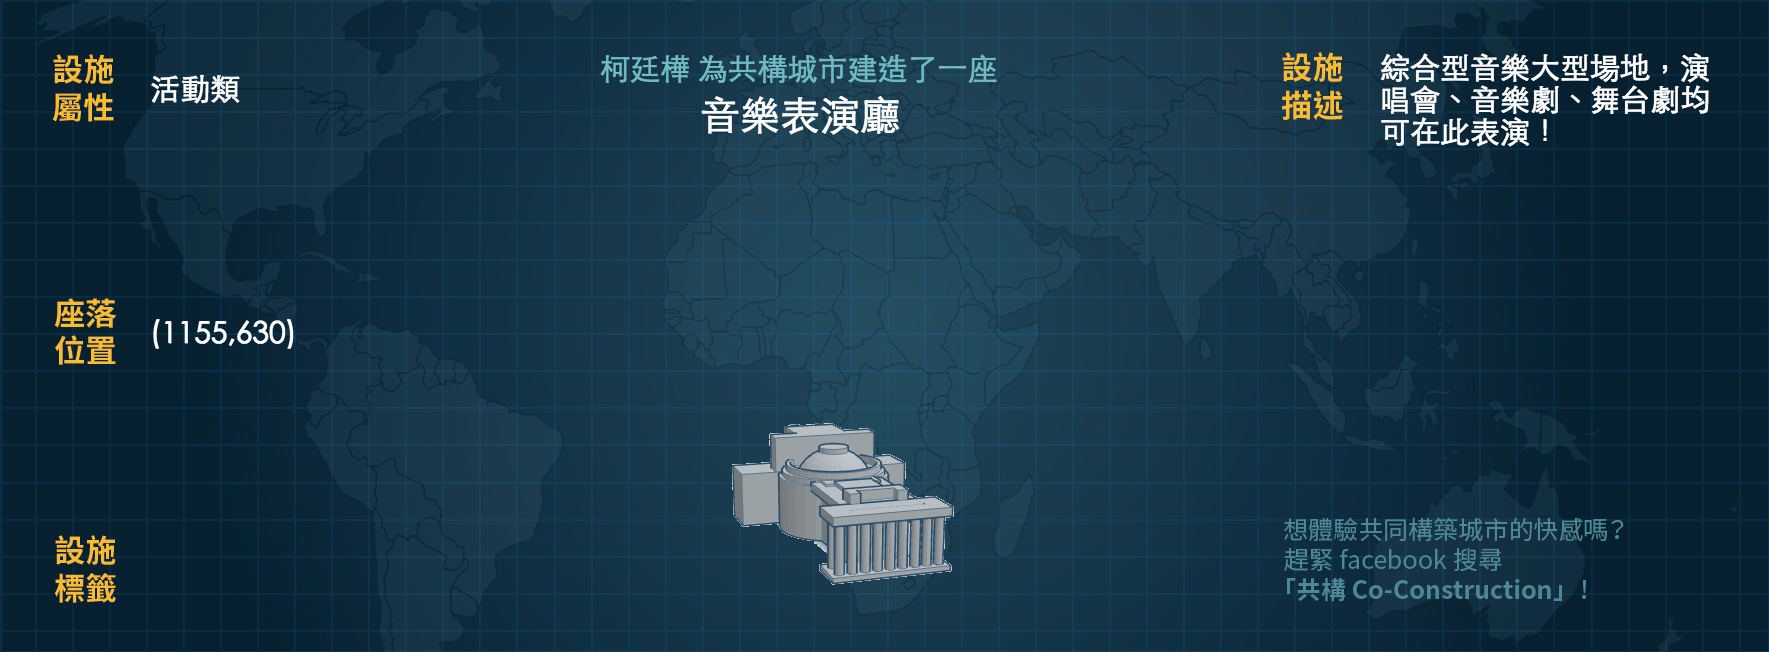 設施
屬性
活動類
柯廷樺 為共構城市建造了一座
音樂表演廳
設施
描述
綜合型音樂大型場地，演
唱會、音樂劇、舞台劇均
可在此表演！
座落
位置
(1155,630)
設施
標籤
想體驗共同構築城市的快感嗎？
趕緊 facebook 搜尋
「共構 Co-Construction」！